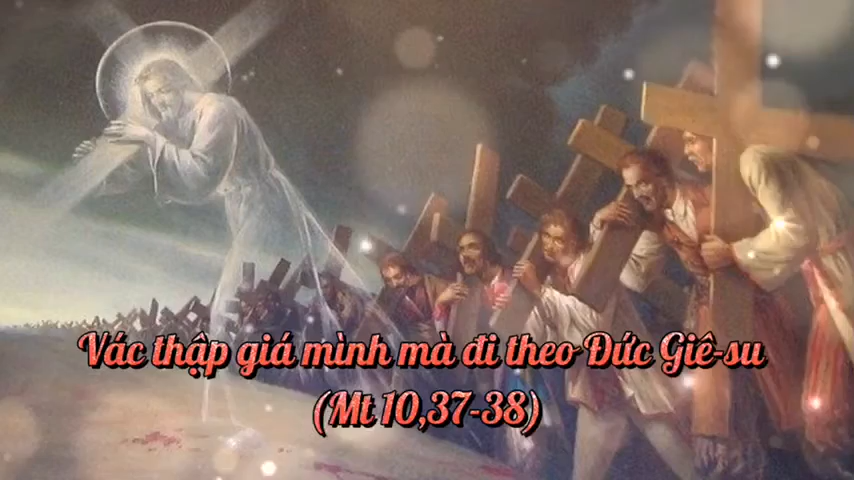 Vác thập giá mình mà đi theo Đức Giê-su
(Mt 10,37-38)